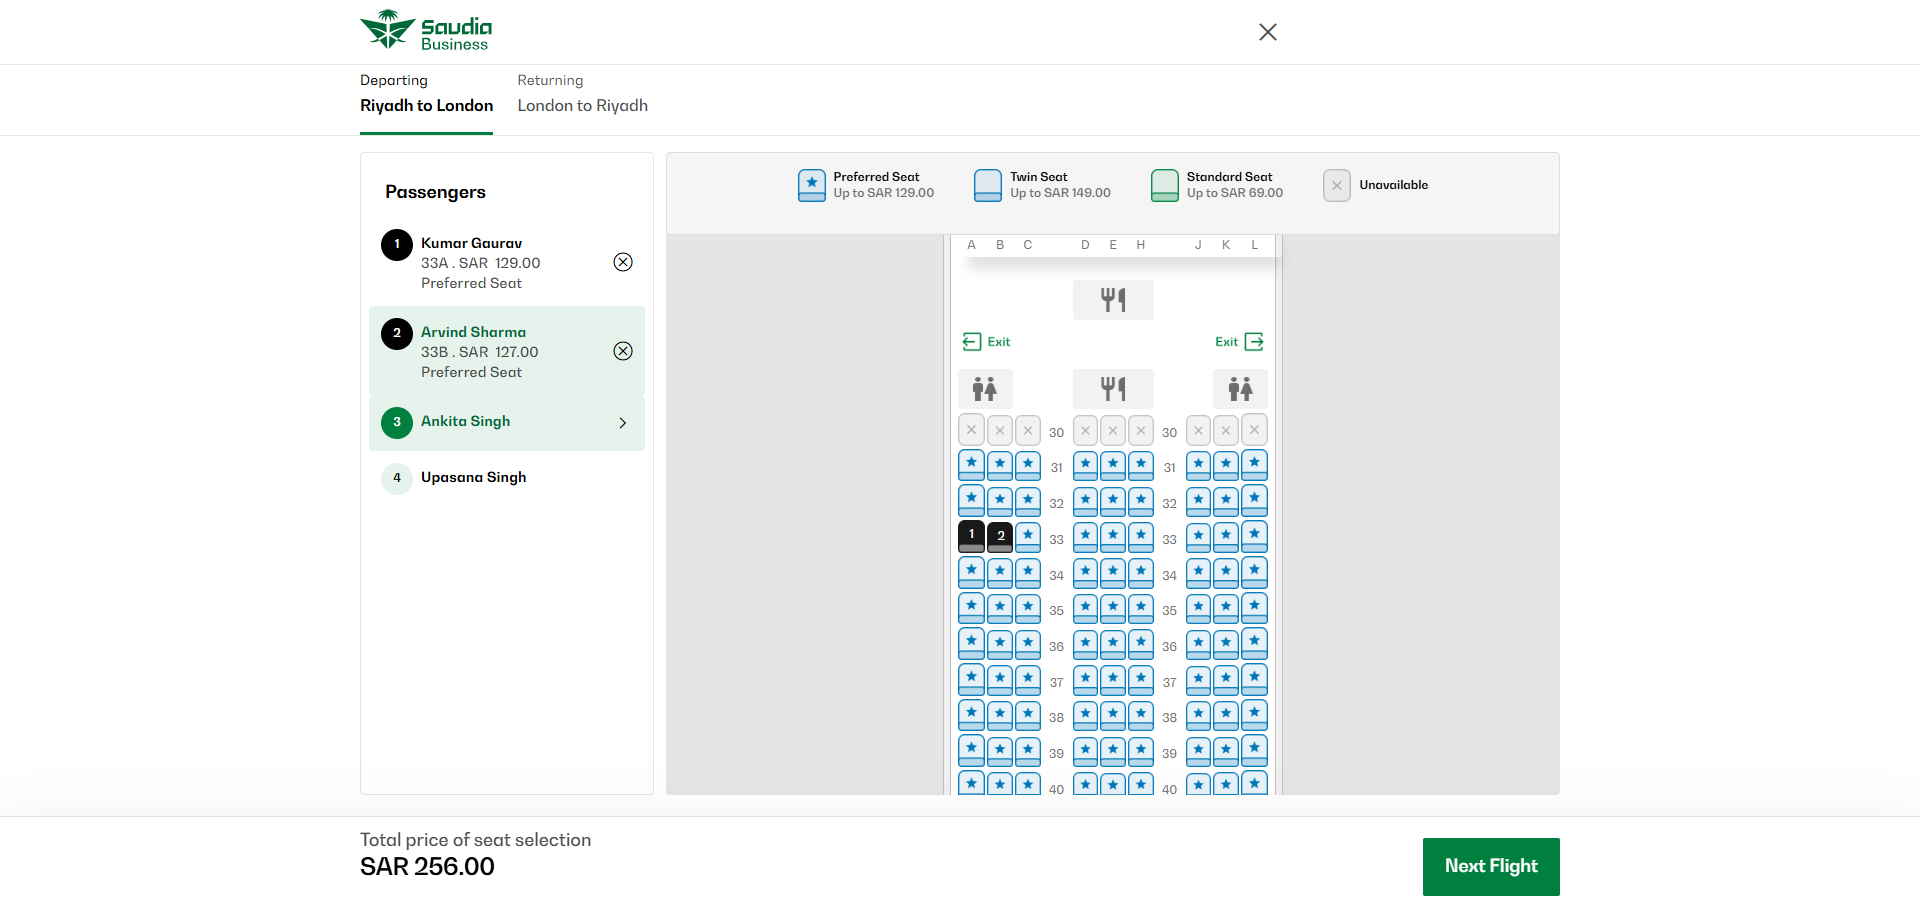 Saudia
Business
Departing
Returning
Riyadh to London
London to Riyadh
Passengers
1
Kumar Gaurav
33A . SAR 129.00
Preferred Seat
2
Arvind Sharma
33B . SAR 127.00
Preferred Seat
3
Ankita Singh
4
Upasana Singh
Preferred Seat
Up to SAR 129.00
Twin Seat
Up to SAR 149.00
Standard Seat
Up to SAR 69.00
Unavailable
A B C D E H J K L
Exit
Exit
30 30
31 31
32 32
1 2 33 33
34 34
35 35
36 36
37 37
38 38
39 39
40 40
Total price of seat selection
SAR 256.00
Next Flight